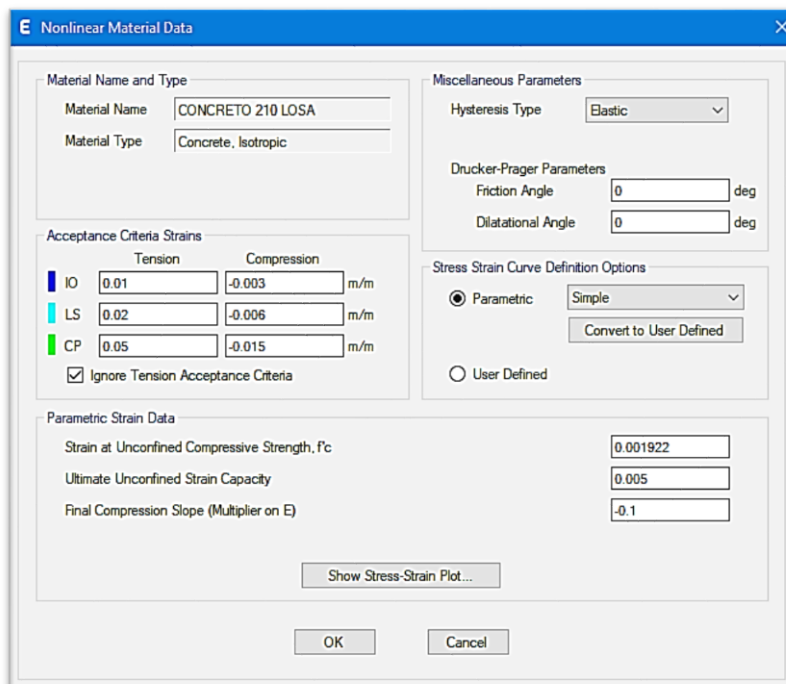 E Nonlinear Material Data
Material Name and Type
Material Name CONCRETO 210 LOSA
Material Type Concrete, Isotropic
Miscellaneous Parameters
Hysteresis Type Elastic
Drucker-Prager Parameters
Friction Angle 0 deg
Dilatational Angle 0 deg
Acceptance Criteria Strains
Tension Compression
IO 0.01 -0.003 m/m
LS 0.02 -0.006 m/m
CP 0.05 -0.015 m/m
Ignore Tension Acceptance Criteria
Stress Strain Curve Definition Options
Parametric Simple
Convert to User Defined
User Defined
Parametric Strain Data
Strain at Unconfined Compressive Strength, f'c 0.001922
Ultimate Unconfined Strain Capacity 0.005
Final Compression Slope (Multiplier on E) -0.1
Show Stress-Strain Plot...
OK Cancel